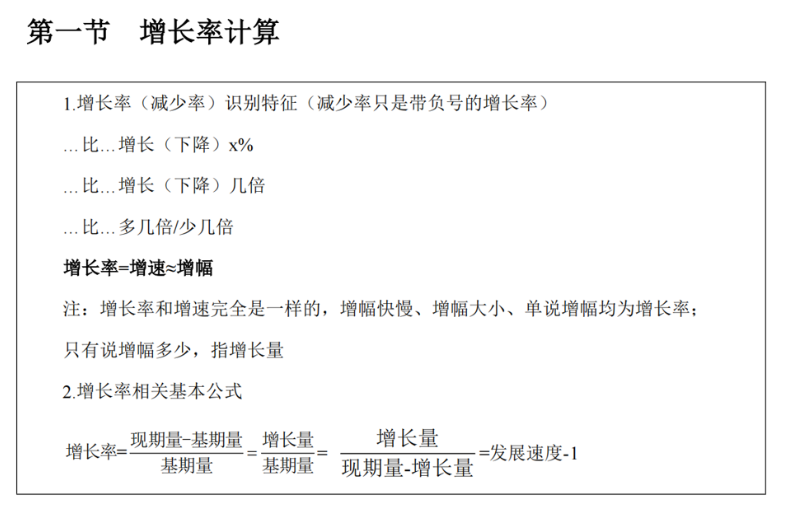 第一节 增长率计算
1.增长率（减少率）识别特征（减少率只是带负号的增长率）
…比…增长（下降）x%
…比…增长（下降）几倍
…比…多几倍/少几倍
增长率=增速≈增幅
注：增长率和增速完全是一样的，增幅快慢、增幅大小、单说增幅均为增长率；
只有说增幅多少，指增长量
2.增长率相关基本公式
增长率=现期量-基期量/基期量=增长量/基期量=增长量/现期量-增长量=发展速度-1